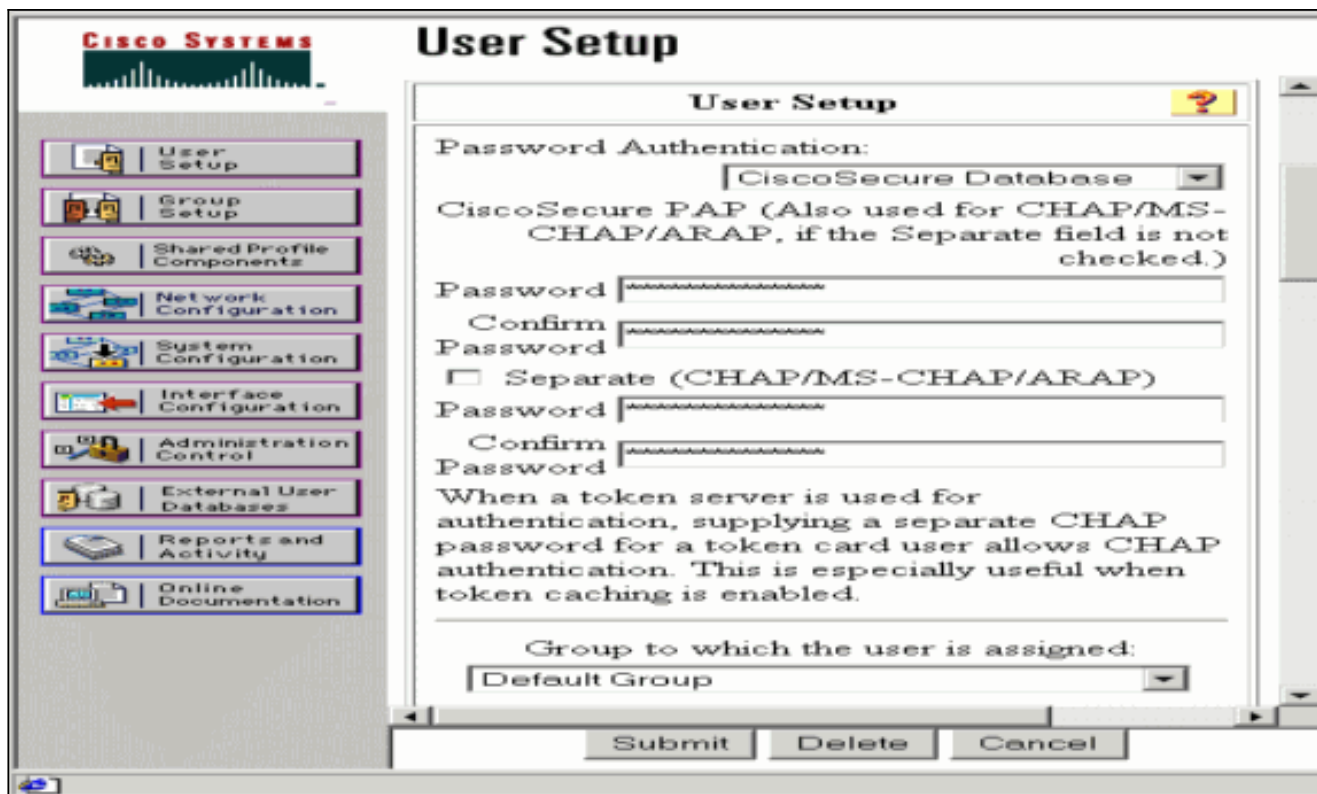 CISCO SYSTEMS
User Setup
User
Setup
Group
Setup
Shared Profile
Components
Network
Configuration
System
Configuration
Interface
Configuration
Administration
Control
External User
Databases
Reports and
Activity
Online
Documentation
User Setup
?
Password Authentication:
CiscoSecure Database
CiscoSecure PAP (Also used for CHAP/MS-
CHAP/ARAP, if the Separate field is not
checked.)
Password
Confirm
Password
Separate (CHAP/MS-CHAP/ARAP)
Password
Confirm
Password
When a token server is used for
authentication, supplying a separate CHAP
password for a token card user allows CHAP
authentication. This is especially useful when
token caching is enabled.
Group to which the user is assigned:
Default Group
Submit
Delete
Cancel